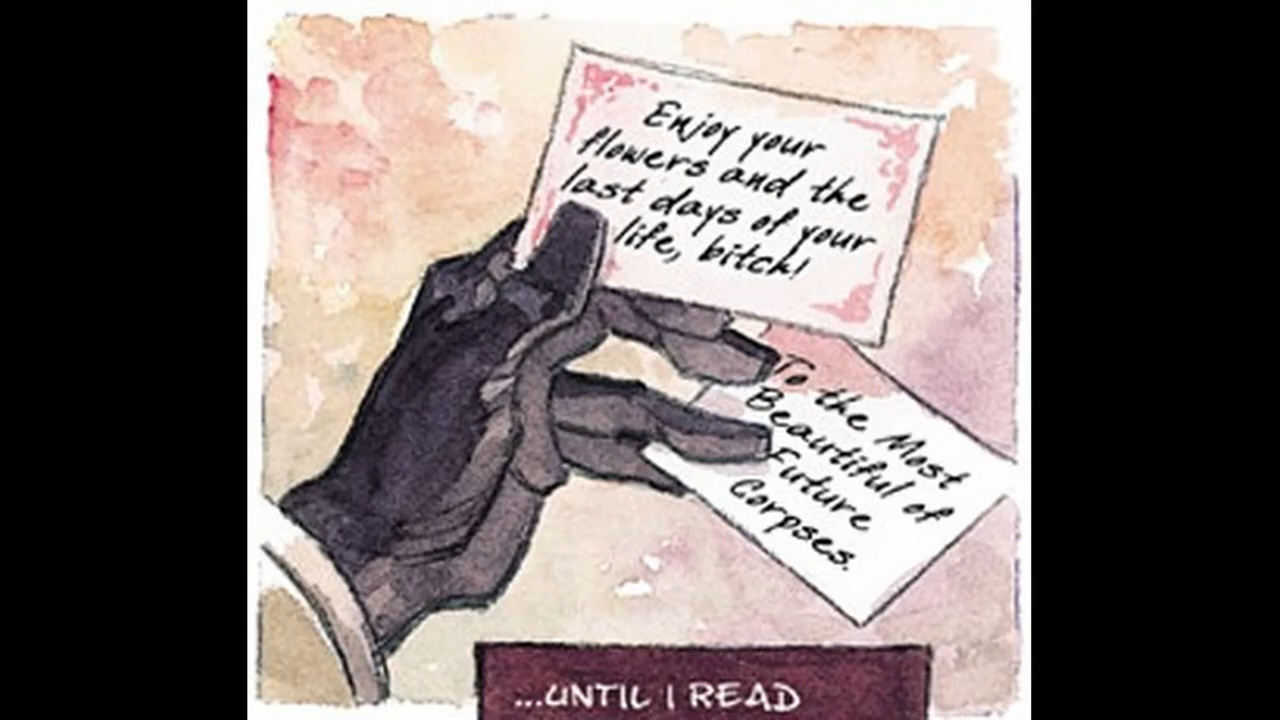 Enjoy your
flowers and the
last days of your
life, bitch!
To the Most
Beautiful of
Future
Corpses.
...UNTIL I READ